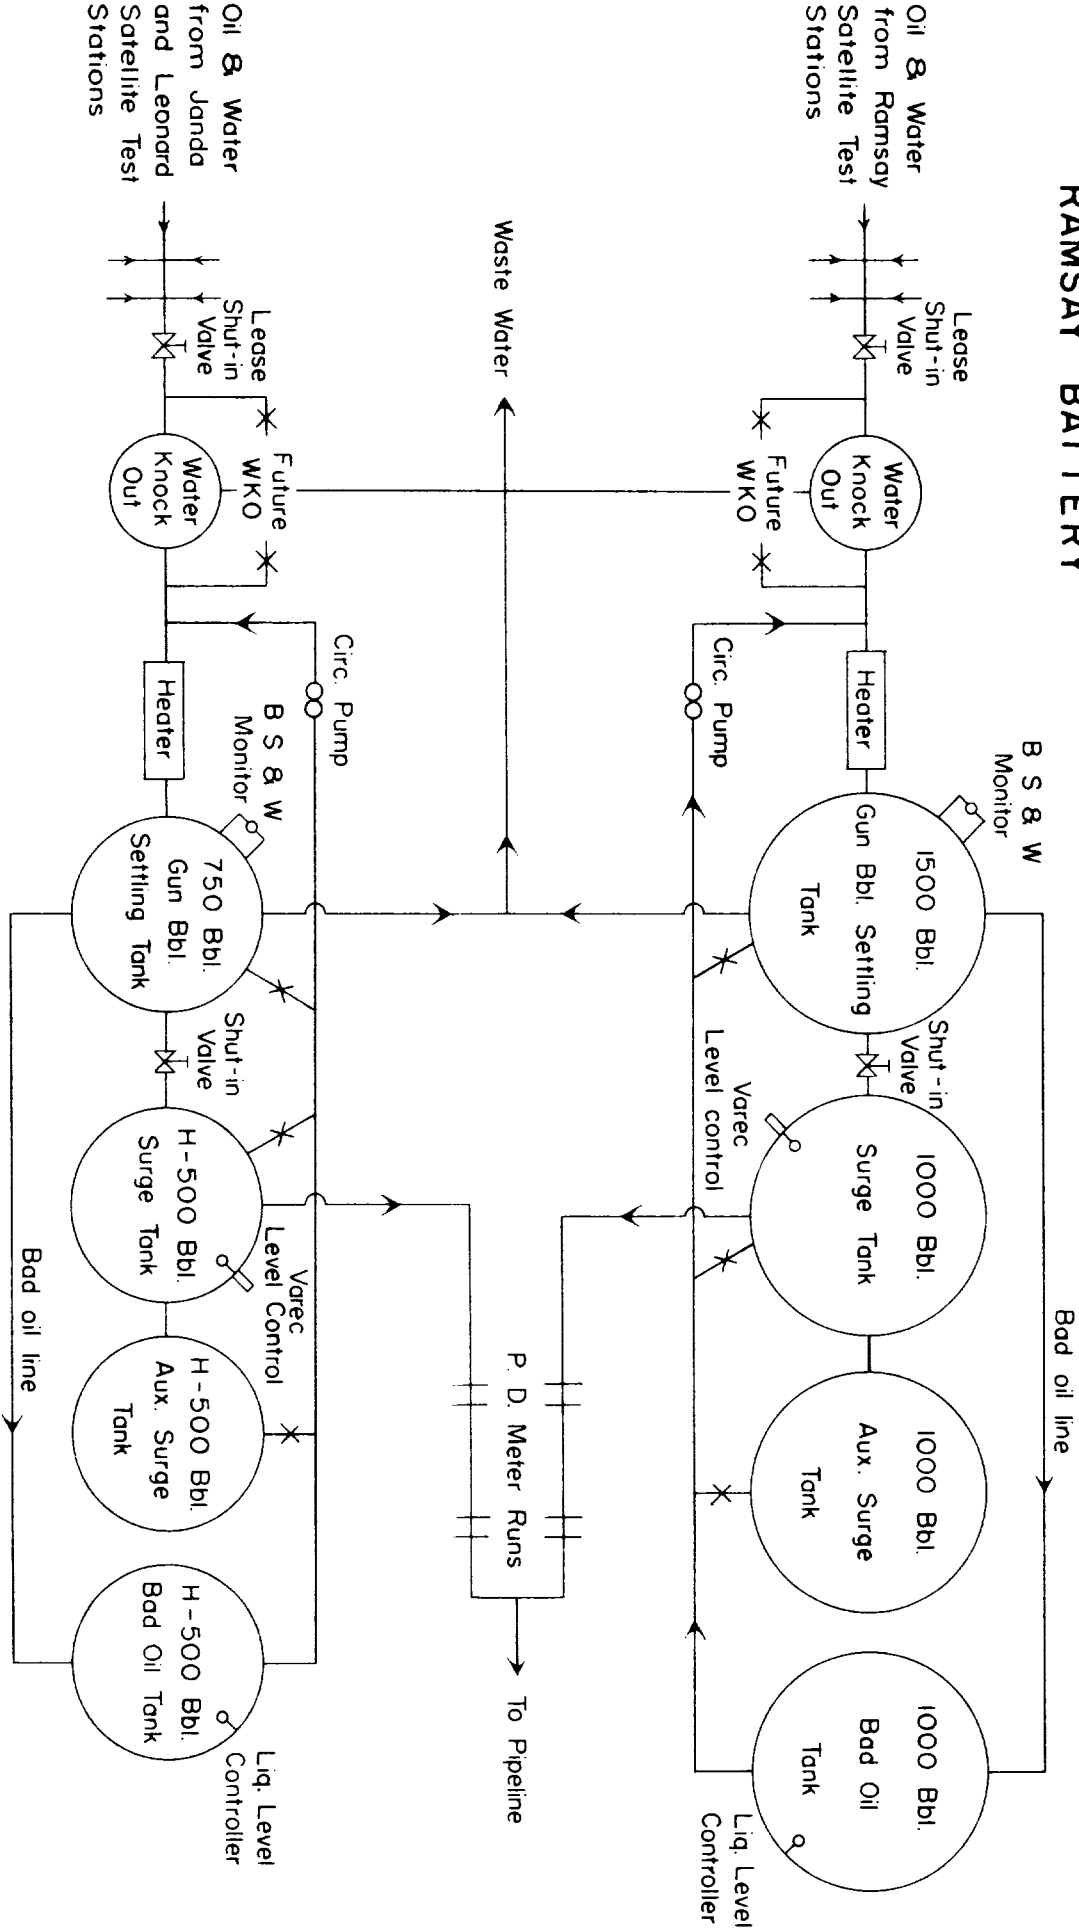 RAMSAY BATTERY
Oil & Water
from Ramsay
Satellite Test
Stations
Lease
Shut-in
Valve
Water
Knock
Out
Future
WKO
Circ. Pump
Heater
B S & W
Monitor
1500 Bbl.
Gun Bbl. Settling
Tank
Shut-in
Valve
Varec
Level control
1000 Bbl.
Surge Tank
1000 Bbl.
Aux. Surge
Tank
Bad oil line
1000 Bbl.
Bad Oil
Tank
Liq. Level
Controller
Waste Water
P. D. Meter Runs
To Pipeline
Oil & Water
from Janda
and Leonard
Satellite Test
Stations
Lease
Shut-in
Valve
Water
Knock
Out
Future
WKO
Circ. Pump
Heater
B S & W
Monitor
750 Bbl.
Gun Bbl.
Settling Tank
Shut-in
Valve
H-500 Bbl.
Surge Tank
Varec
Level Control
H-500 Bbl.
Aux. Surge
Tank
H-500 Bbl.
Bad Oil Tank
Liq. Level
Controller
Bad oil line